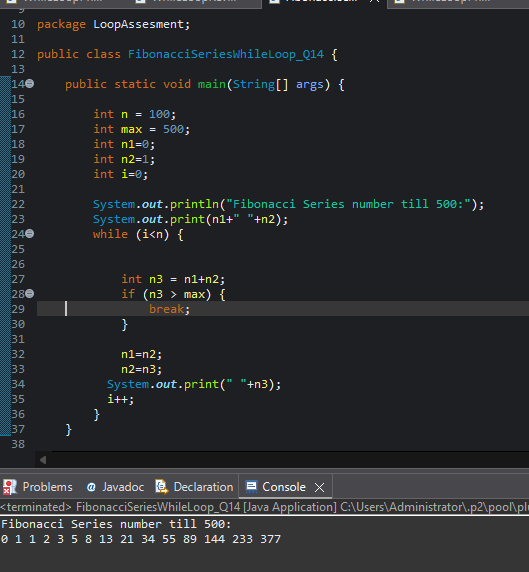 10 package LoopAssesment;
11
12 public class FibonacciSeriesWhileLoop_Q14 {
13
14 public static void main(String[] args) {
15
16 int n = 100;
17 int max = 500;
18 int n1=0;
19 int n2=1;
20 int i=0;
21
22 System.out.println("Fibonacci Series number till 500:");
23 System.out.print(n1+" "+n2);
24 while (i<n) {
25
26
27 int n3 = n1+n2;
28 if (n3 > max) {
29 break;
30 }
31
32 n1=n2;
33 n2=n3;
34 System.out.print(" "+n3);
35 i++;
36 }
37 }
38
Problems @ Javadoc Declaration Console
<terminated> FibonacciSeriesWhileLoop_Q14 [Java Application] C:\Users\Administrator\.p2\pool\plu
Fibonacci Series number till 500:
0 1 1 2 3 5 8 13 21 34 55 89 144 233 377